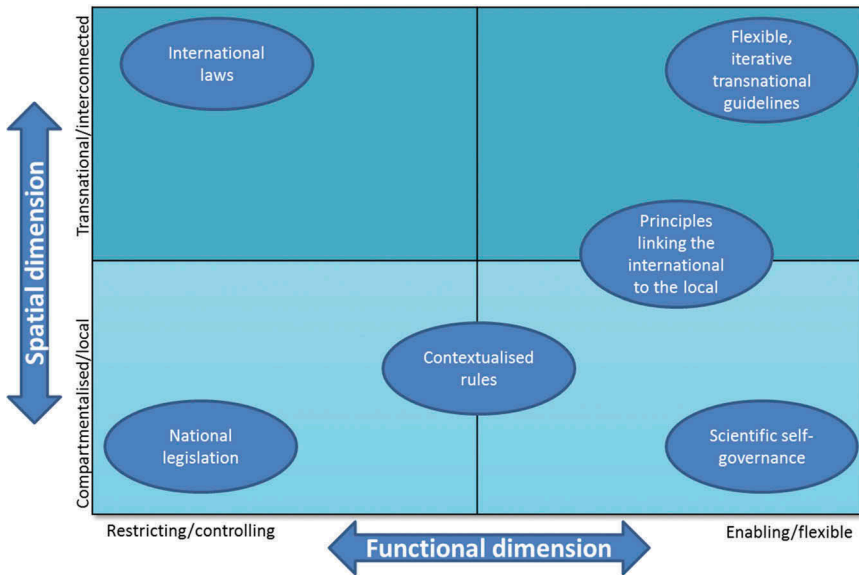 Transnational/interconnected
International
laws
Flexible,
iterative
transnational
guidelines
Spatial dimension
Principles
linking the
international
to the local
Compartmentalised/local
Contextualised
rules
National
legislation
Scientific self-
governance
Restricting/controlling
Functional dimension
Enabling/flexible